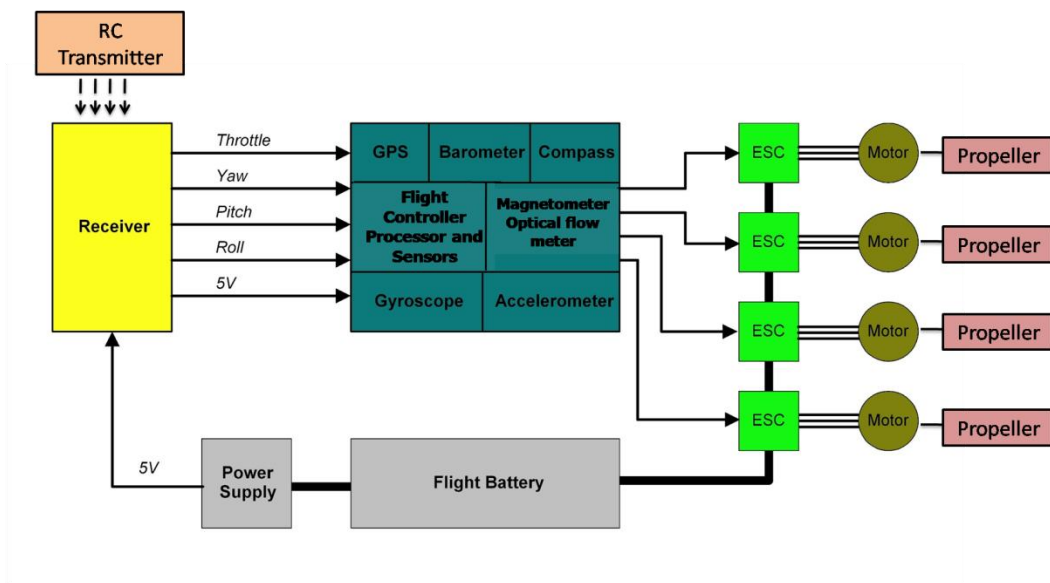 RC
Transmitter
Throttle
Yaw
Pitch
Roll
5V
Receiver
GPS
Barometer
Compass
Flight
Controller
Processor and
Sensors
Magnetometer
Optical flow
meter
Gyroscope
Accelerometer
ESC
Motor
Propeller
ESC
Motor
Propeller
ESC
Motor
Propeller
ESC
Motor
Propeller
5V
Power
Supply
Flight Battery